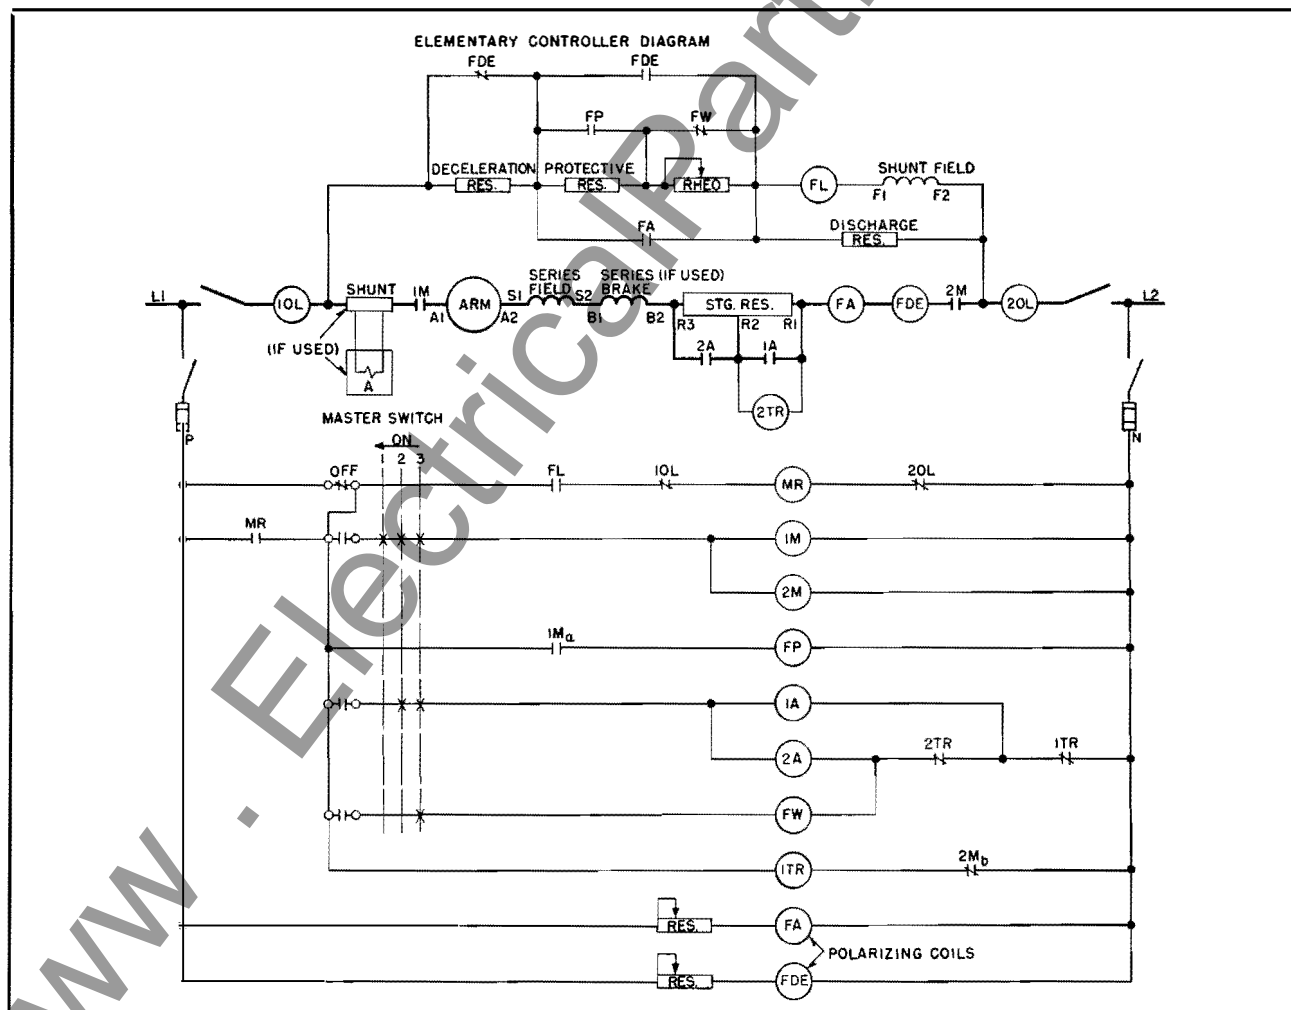 ELEMENTARY CONTROLLER DIAGRAM
FDE FDE
FP FW
DECELERATION PROTECTIVE SHUNT FIELD
RES. RES. RHEO FL F1 F2
FA DISCHARGE
RES.
SERIES SERIES (IF USED)
L1 SHUNT 1M S1 FIELD S2 BRAKE 2M L2
1OL ARM STG. RES. FA FDE 2OL
A1 A2 B1 B2 R3 R2 R1
(IF USED) 2A 1A
A
2TR
MASTER SWITCH
P ON N
1 2 3
OFF FL 1OL MR 2OL
MR 1M
2M
1Ma FP
1A
2A 2TR 1TR
FW
1TR 2Mb
RES. FA
POLARIZING COILS
RES. FDE
www.ElectricalPart